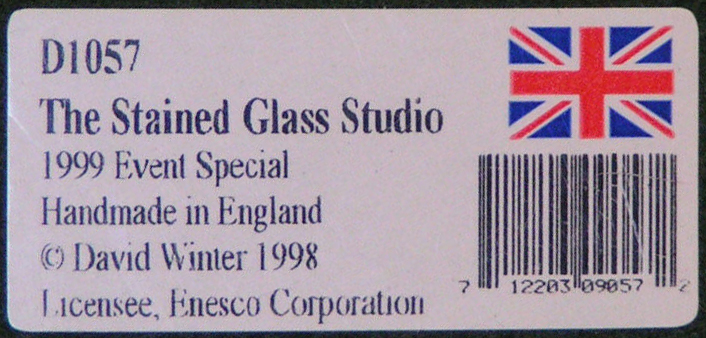 D1057
The Stained Glass Studio
1999 Event Special
Handmade in England
© David Winter 1998
Licensee, Enesco Corporation
7 12203 09057 2